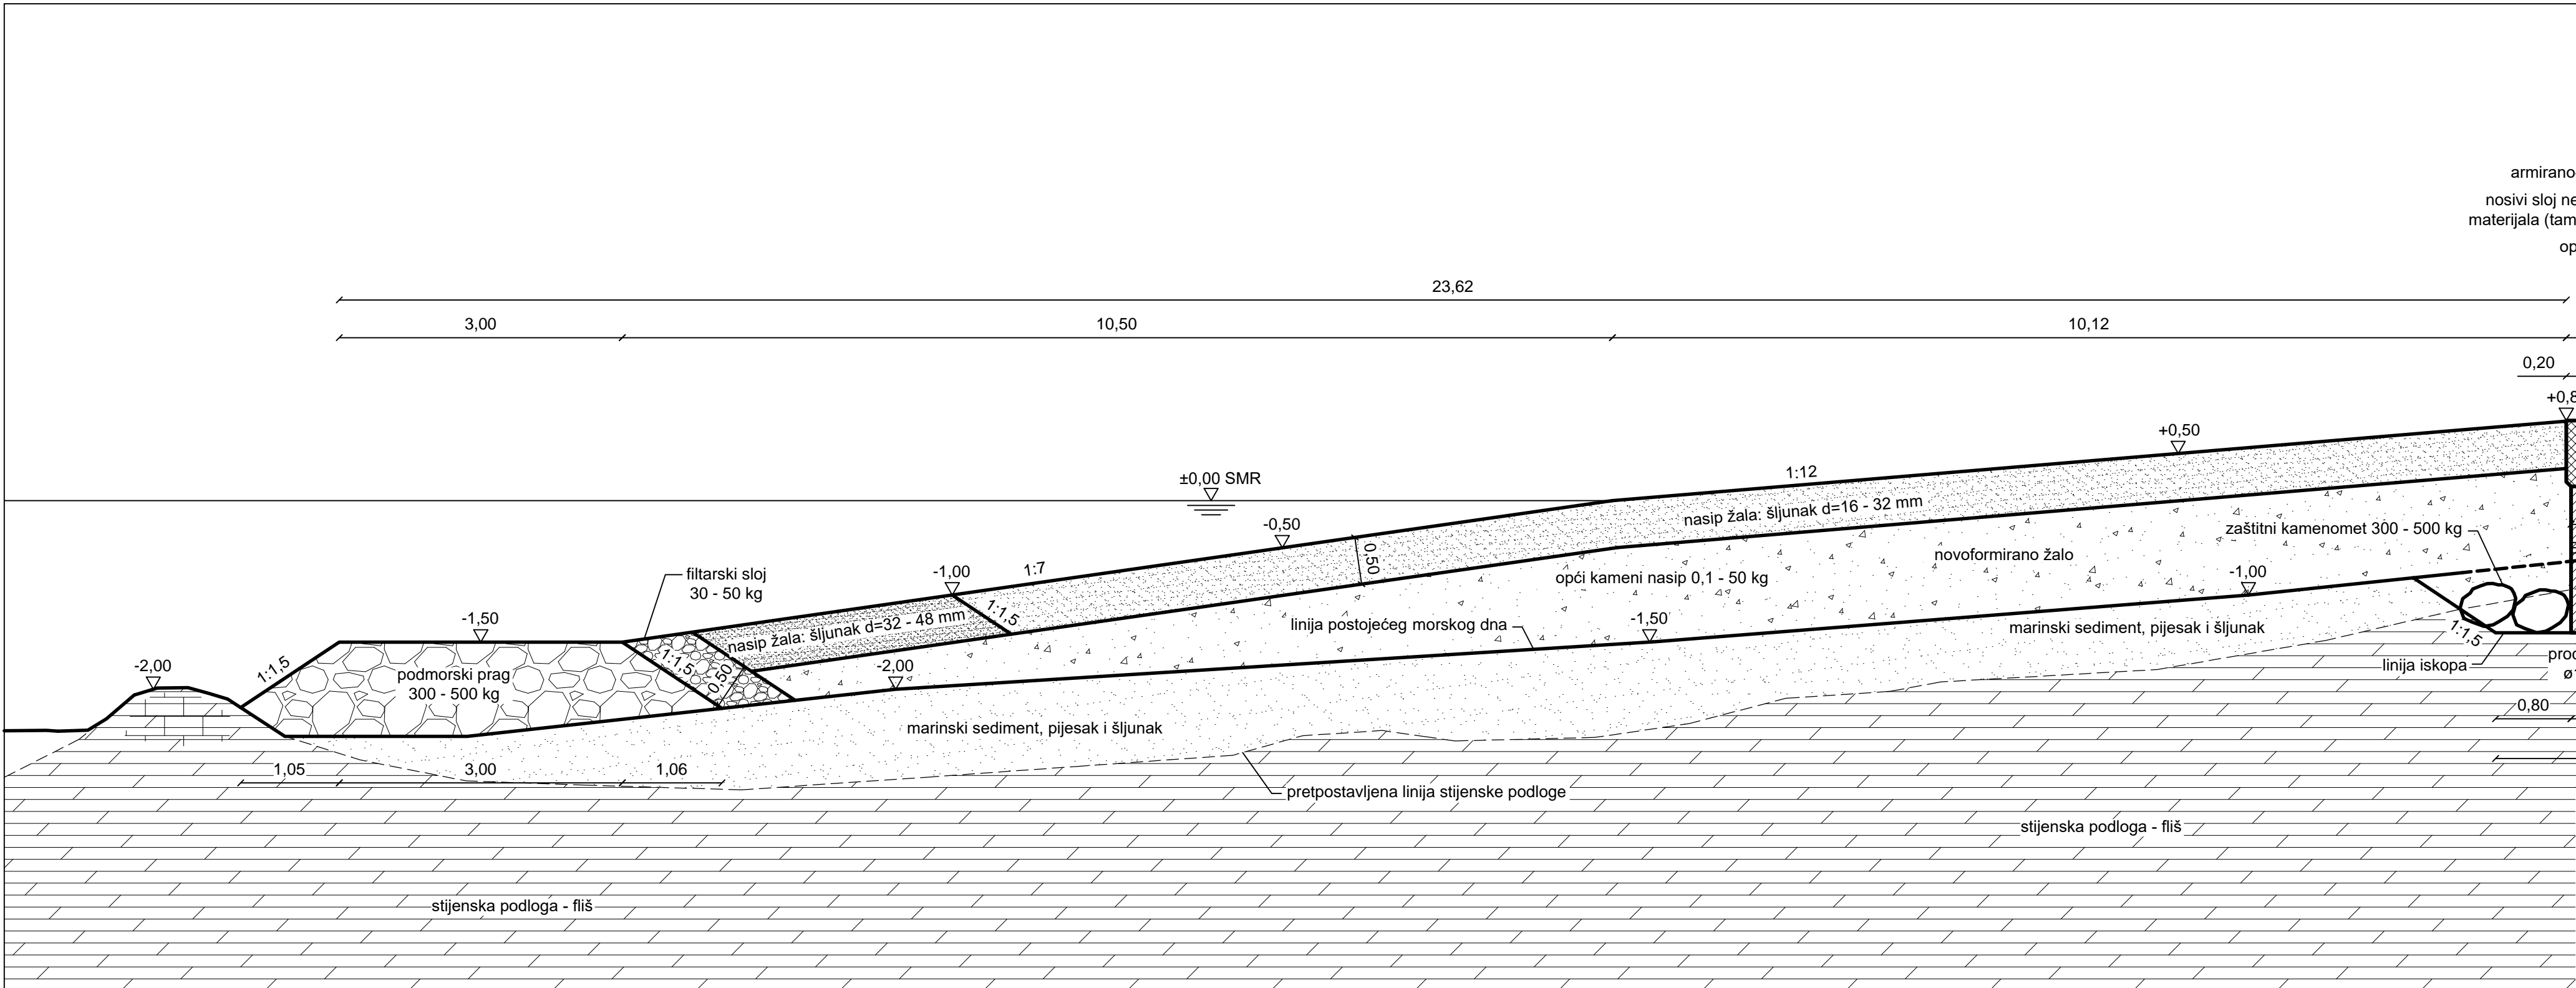 armirano
nosivi sloj ne
materijala (tam
op
23,62
3,00
10,50
10,12
0,20
+0,8
+0,50
1:12
±0,00 SMR
nasip žala: šljunak d=16 - 32 mm
-0,50
zaštitni kamenomet 300 - 500 kg
0,50
novoformirano žalo
1:7
-1,00
filtarski sloj
30 - 50 kg
opći kameni nasip 0,1 - 50 kg
-1,00
1:1,5
nasip žala: šljunak d=32 - 48 mm
-1,50
linija postojećeg morskog dna
-1,50
marinski sediment, pijesak i šljunak
1:1,5
-2,00
1:1,5
podmorski prag
300 - 500 kg
1:1,5
0,50
-2,00
linija iskopa
proc
ø
0,80
marinski sediment, pijesak i šljunak
1,05
3,00
1,06
pretpostavljena linija stijenske podloge
stijenska podloga - fliš
stijenska podloga - fliš